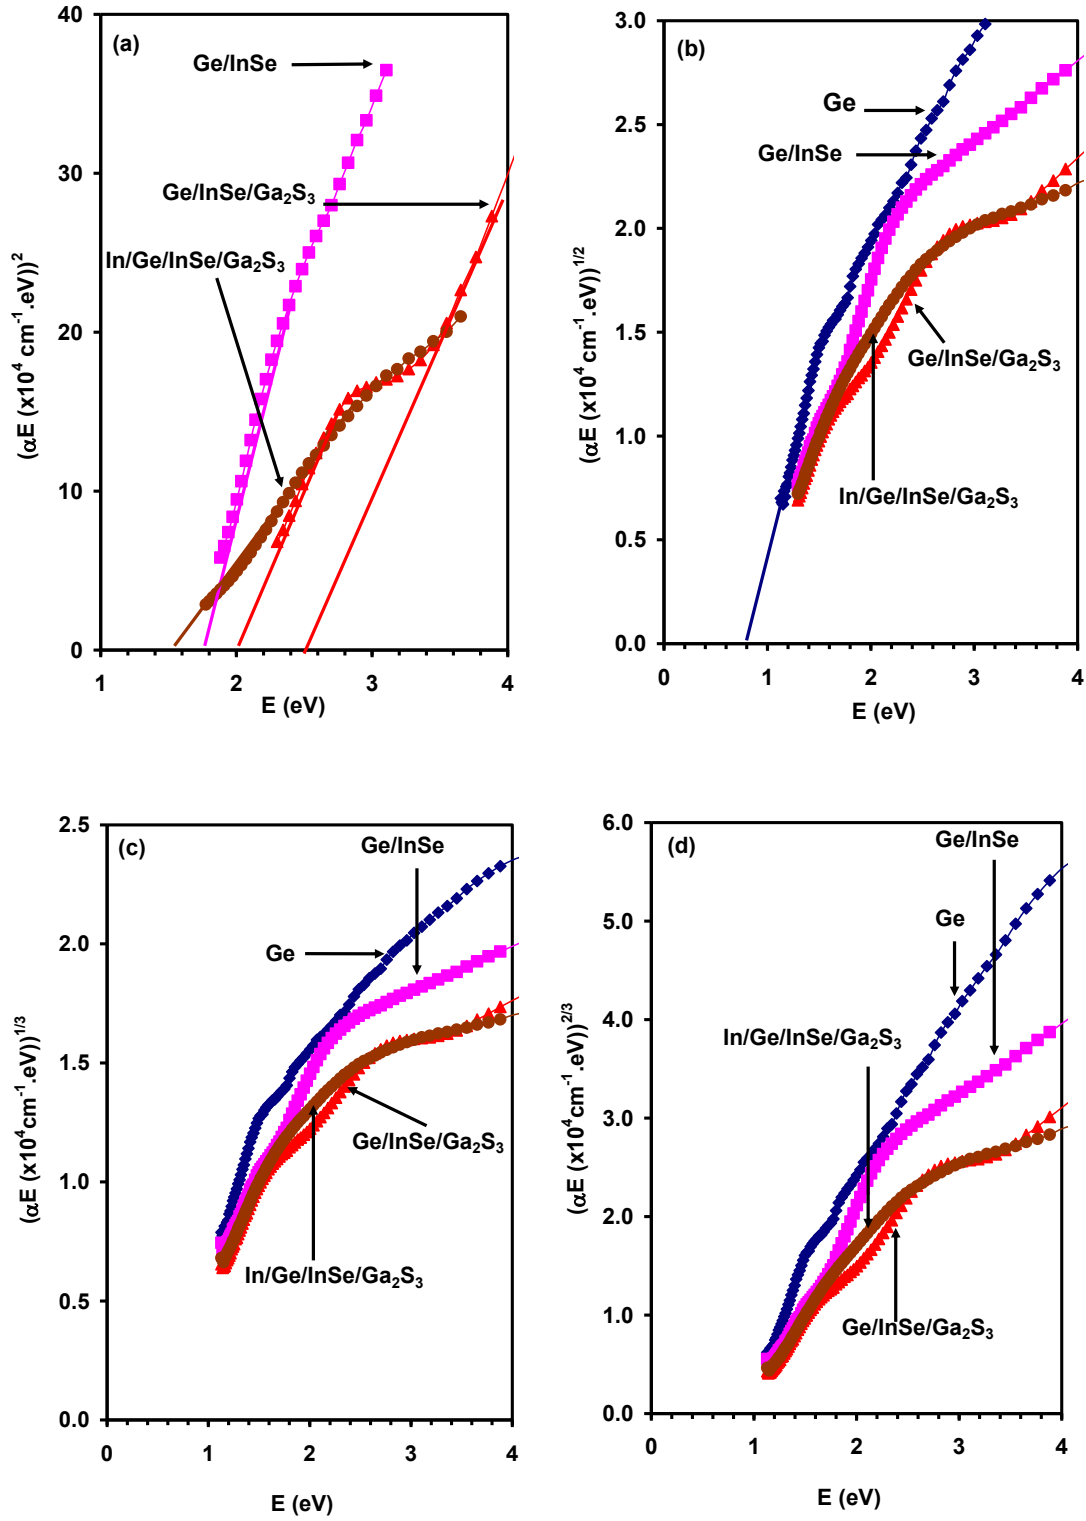 (a)
40
30
20
10
0
1
2
3
4
E (eV)
(αE (x10⁴ cm⁻¹.eV))²
Ge/InSe
Ge/InSe/Ga₂S₃
In/Ge/InSe/Ga₂S₃
(b)
3.0
2.5
2.0
1.5
1.0
0.5
0.0
0
1
2
3
4
E (eV)
(αE (x10⁴ cm⁻¹.eV))¹/²
Ge
Ge/InSe
Ge/InSe/Ga₂S₃
In/Ge/InSe/Ga₂S₃
(c)
2.5
2.0
1.5
1.0
0.5
0.0
0
1
2
3
4
E (eV)
(αE (x10⁴cm⁻¹.eV))¹/³
Ge/InSe
Ge
Ge/InSe/Ga₂S₃
In/Ge/InSe/Ga₂S₃
(d)
6.0
5.0
4.0
3.0
2.0
1.0
0.0
0
1
2
3
4
E (eV)
(αE (x10⁴cm⁻¹.eV))²/³
Ge/InSe
Ge
In/Ge/InSe/Ga₂S₃
Ge/InSe/Ga₂S₃